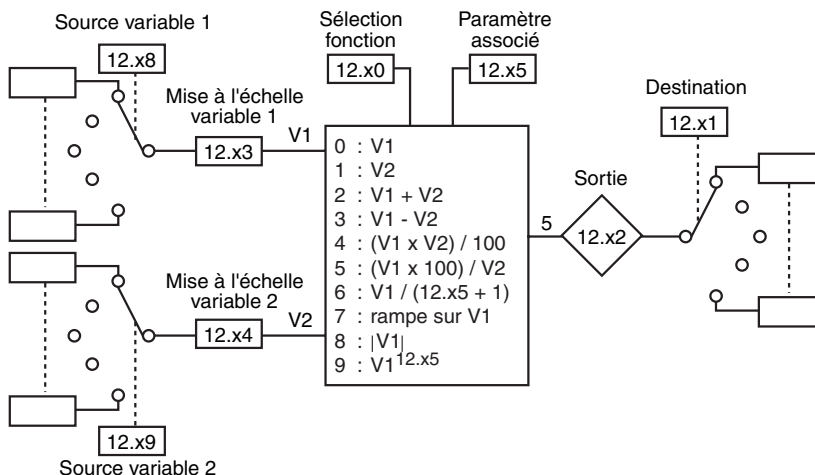 Source variable 1
12.x8
Mise à l'échelle
variable 1
12.x3
V1
Sélection
fonction
12.x0
Paramètre
associé
12.x5
0 : V1
1 : V2
2 : V1 + V2
3 : V1 - V2
4 : (V1 x V2) / 100
5 : (V1 x 100) / V2
6 : V1 / (12.x5 + 1)
7 : rampe sur V1
8 : |V1|
9 : V1^12.x5
Mise à l'échelle
variable 2
12.x4
V2
12.x9
Source variable 2
5
Sortie
12.x2
Destination
12.x1